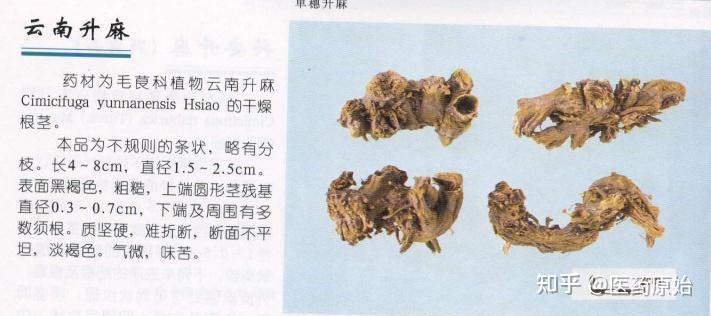 单穗升麻
云南升麻
药材为毛茛科植物云南升麻
Cimicifuga yunnanensis Hsiao 的干燥
根茎。
本品为不规则的条状，略有分
枝。长4~8cm，直径1.5~2.5cm。
表面黑褐色，粗糙，上端圆形茎残基
直径0.3~0.7cm，下端及周围有多
数须根。质坚硬，难折断，断面不平
坦，淡褐色。气微，味苦。
知乎 @医药原始